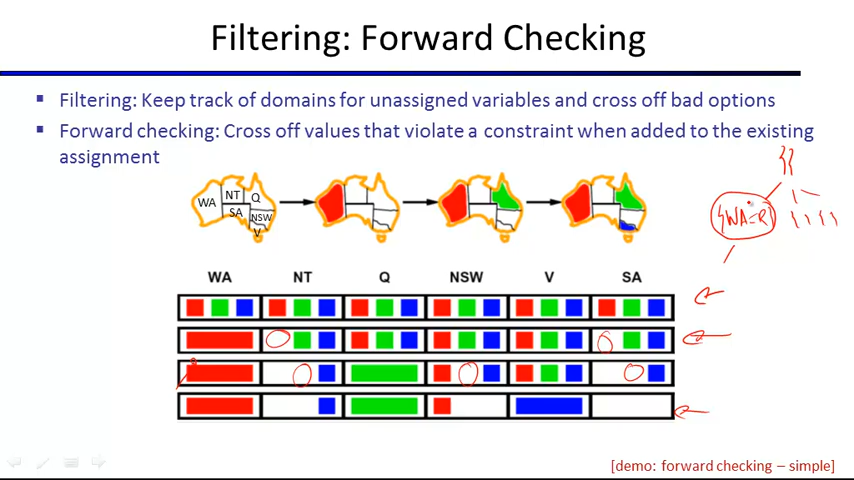 Filtering: Forward Checking
Filtering: Keep track of domains for unassigned variables and cross off bad options
Forward checking: Cross off values that violate a constraint when added to the existing
assignment
{}
WA NT Q
SA NSW
V
{WA=R}
WA NT Q NSW V SA
[demo: forward checking – simple]